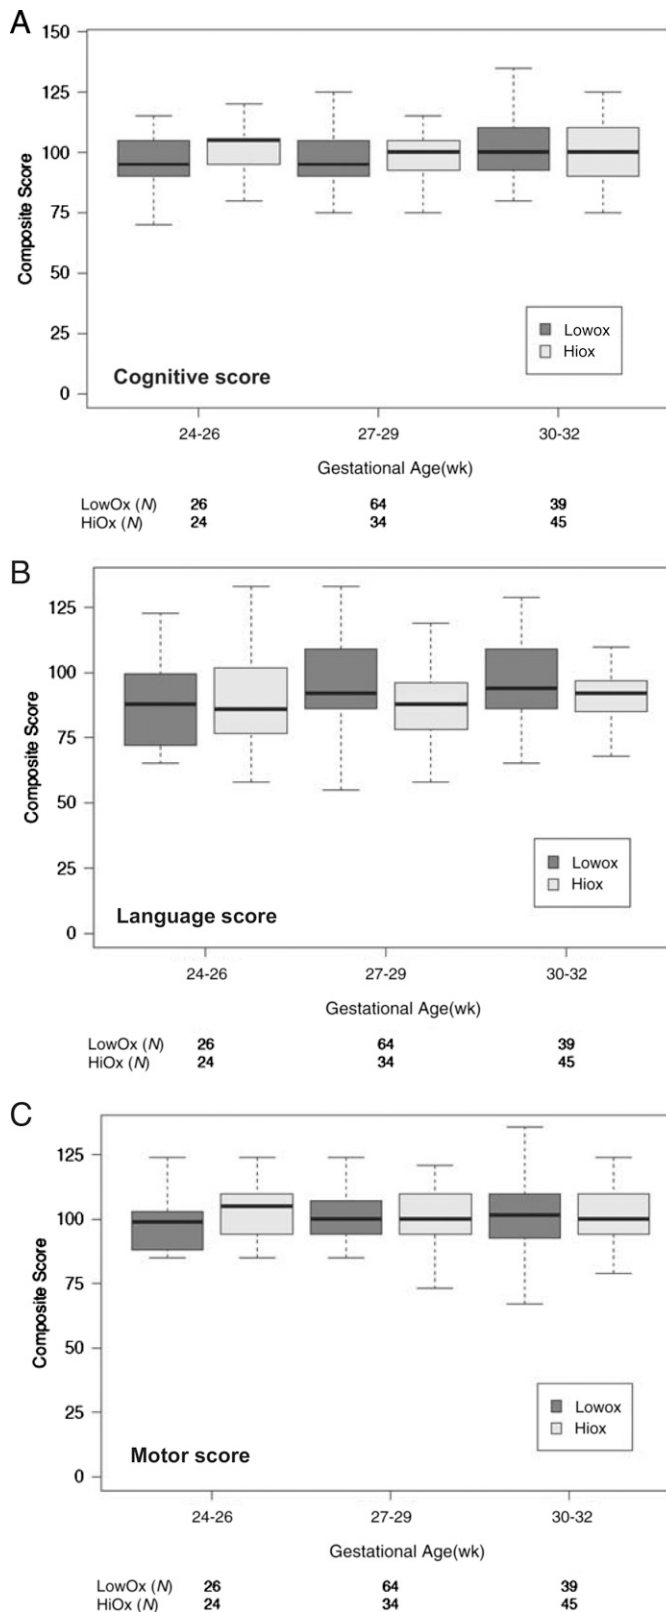 A
150
125
100
75
50
25
0
Composite Score
Lowox
Hiox
Cognitive score
24-26 27-29 30-32
Gestational Age(wk)
LowOx (N) 26 64 39
HiOx (N) 24 34 45
B
125
100
75
50
25
0
Composite Score
Lowox
Hiox
Language score
24-26 27-29 30-32
Gestational Age(wk)
LowOx (N) 26 64 39
HiOx (N) 24 34 45
C
125
100
75
50
25
0
Composite Score
Lowox
Hiox
Motor score
24-26 27-29 30-32
Gestational Age(wk)
LowOx (N) 26 64 39
HiOx (N) 24 34 45